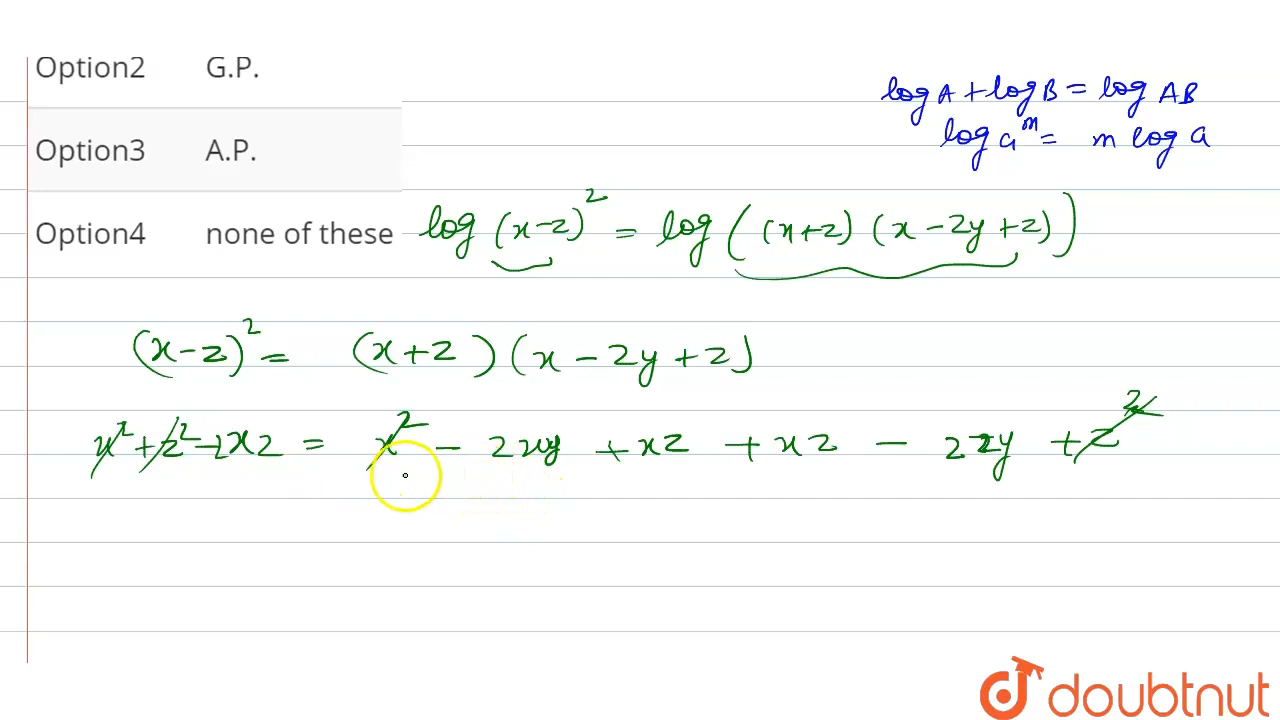 Option2 G.P.
log A + log B = log AB
log a^m = m log a
Option3 A.P.
Option4 none of these
log (x-z)^2 = log ((x+z) (x-2y+z))
(x-z)^2 = (x+z) (x-2y+z)
x^2 + z^2 - 2xz = x^2 - 2xy + xz + xz - 2zy + z^2
doubtnut